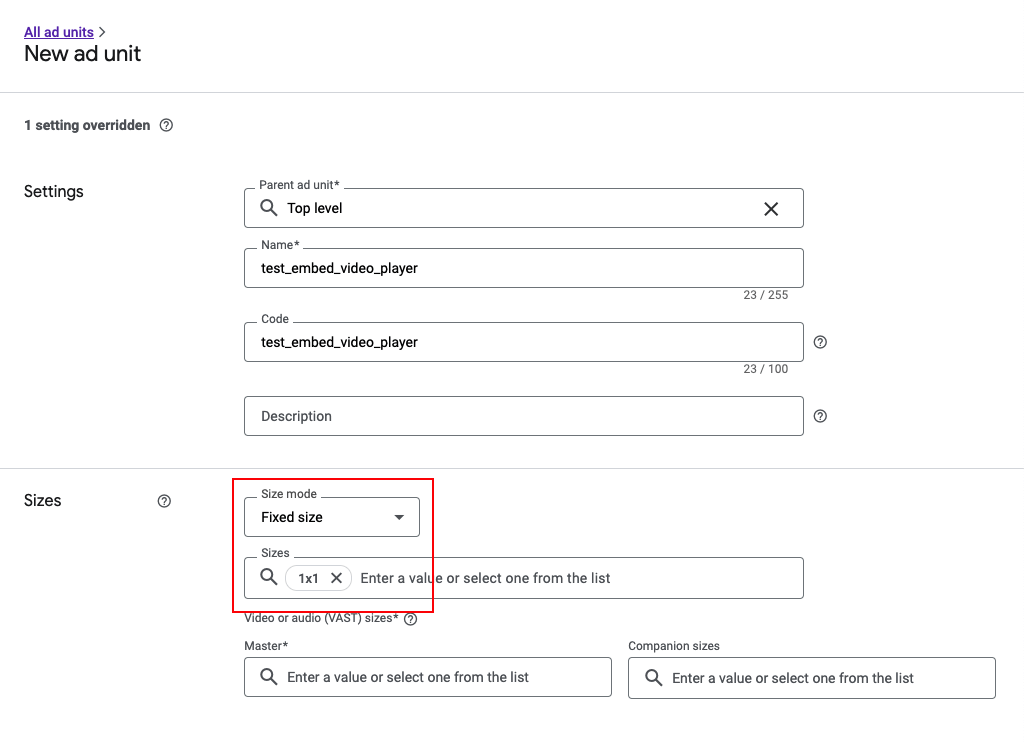 All ad units >
New ad unit
1 setting overridden
Settings
Parent ad unit*
Top level
Name*
test_embed_video_player
23 / 255
Code
test_embed_video_player
23 / 100
Description
Sizes
Size mode
Fixed size
Sizes
1x1 Enter a value or select one from the list
Video or audio (VAST) sizes*
Master* Companion sizes
Enter a value or select one from the list Enter a value or select one from the list